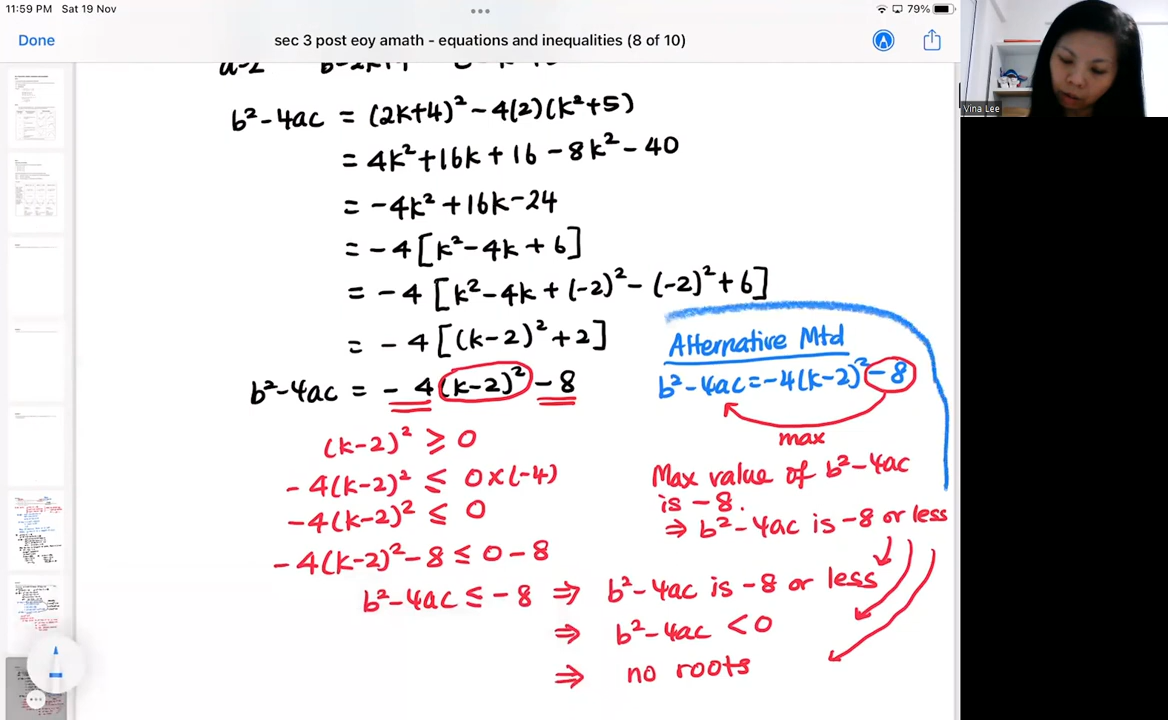 11:59 PM Sat 19 Nov
79%
Done
sec 3 post eoy amath - equations and inequalities (8 of 10)
Vina Lee
b²-4ac = (2k+4)² - 4(2)(k²+5)
= 4k²+16k+16-8k²-40
= -4k²+16k-24
= -4[k²-4k+6]
= -4[k²-4k+(-2)²-(-2)²+6]
= -4[(k-2)²+2]
b²-4ac = -4(k-2)²-8
(k-2)² ≥ 0
-4(k-2)² ≤ 0×(-4)
-4(k-2)² ≤ 0
-4(k-2)²-8 ≤ 0-8
b²-4ac ≤ -8 ⇒ b²-4ac is -8 or less
⇒ b²-4ac < 0
⇒ no roots
Alternative Mtd
b²-4ac=-4(k-2)²-8
max
Max value of b²-4ac
is -8.
⇒ b²-4ac is -8 or less